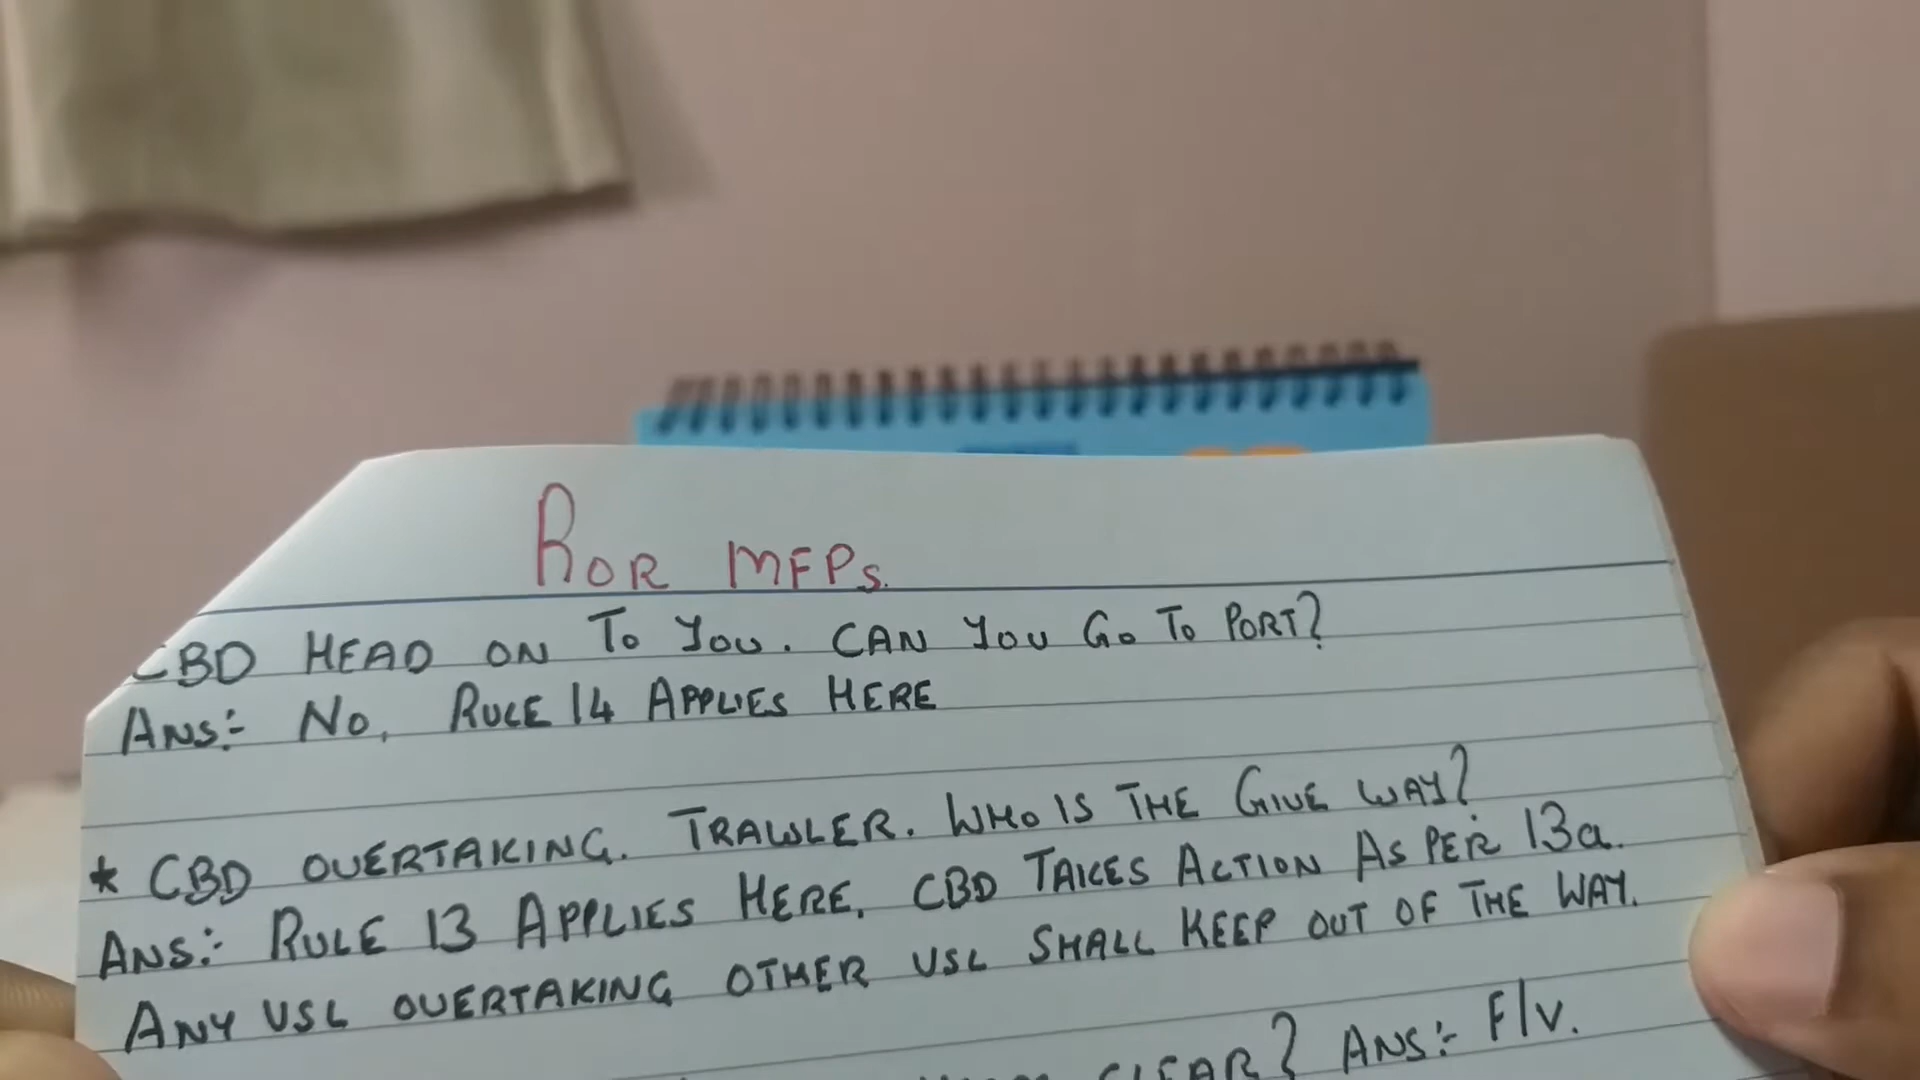 ROR MFPs.
CBD HEAD ON TO YOU. CAN YOU GO TO PORT?
ANS:- NO, RULE 14 APPLIES HERE
* CBD OVERTAKING. TRAWLER. WHO IS THE GIVE WAY?
ANS:- RULE 13 APPLIES HERE. CBD TAKES ACTION AS PER 13a.
ANY VSL OVERTAKING OTHER VSL SHALL KEEP OUT OF THE WAY.
CLEAR? ANS:- F/V.